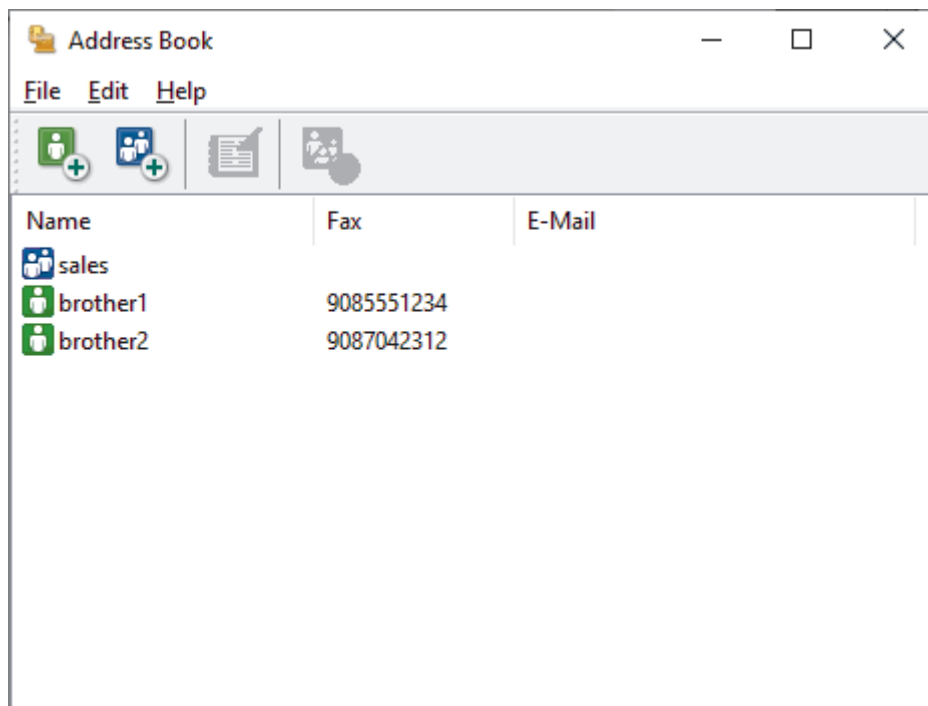 Address Book
File Edit Help
Name Fax E-Mail
sales
brother1 9085551234
brother2 9087042312